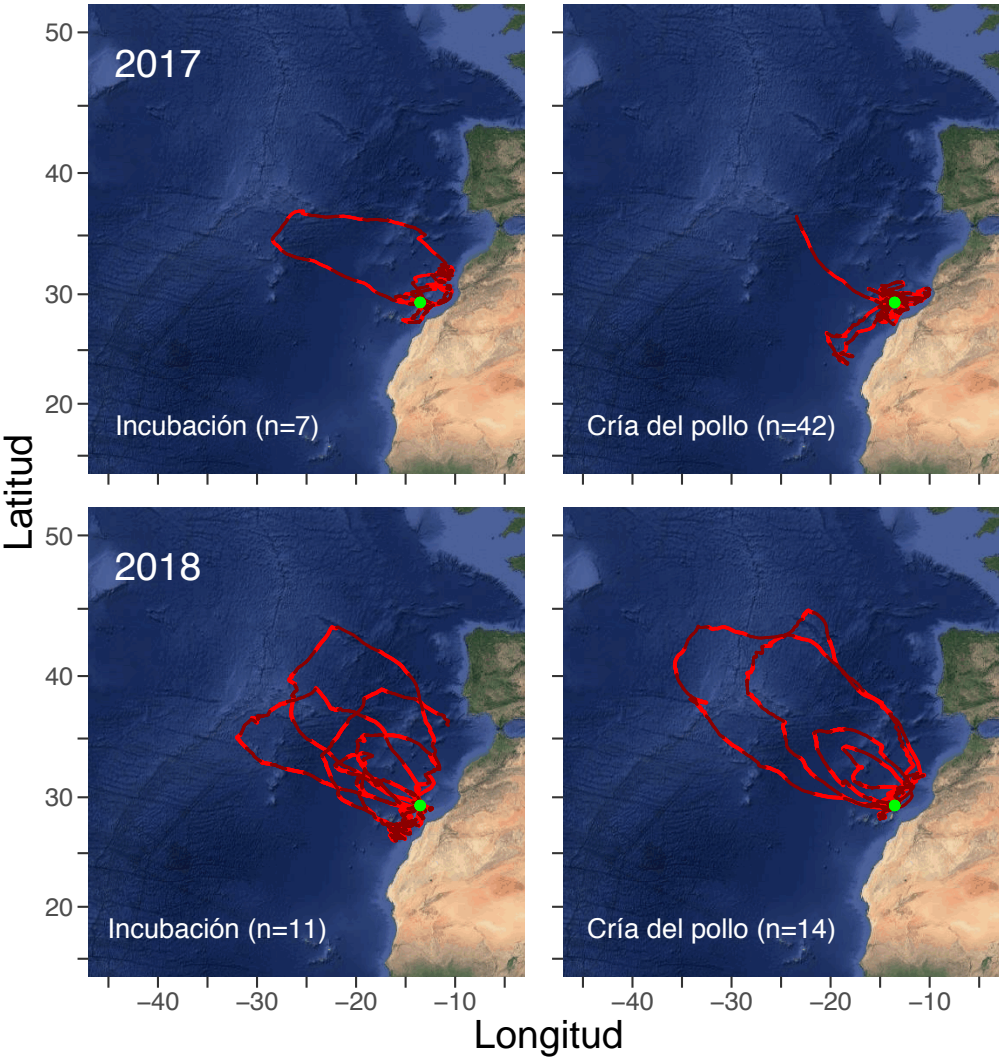 50
2017
40
30
20
Incubación (n=7)
Cría del pollo (n=42)
Latitud
50
2018
40
30
20
Incubación (n=11)
Cría del pollo (n=14)
−40 −30 −20 −10
−40 −30 −20 −10
Longitud